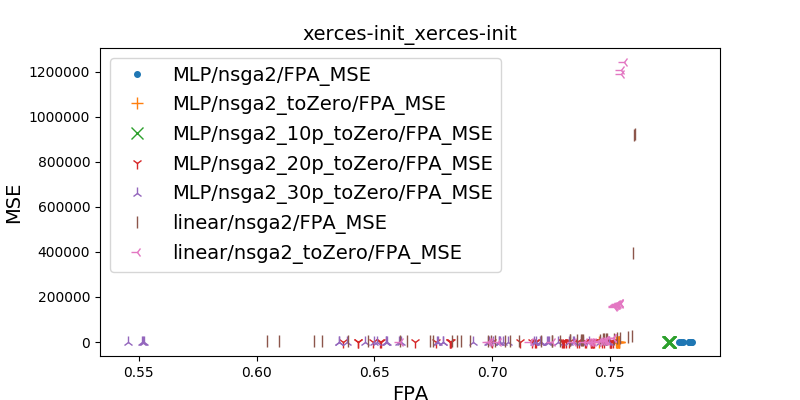 xerces-init_xerces-init
1200000
1000000
800000
600000
400000
200000
0
MSE
MLP/nsga2/FPA_MSE
MLP/nsga2_toZero/FPA_MSE
MLP/nsga2_10p_toZero/FPA_MSE
MLP/nsga2_20p_toZero/FPA_MSE
MLP/nsga2_30p_toZero/FPA_MSE
linear/nsga2/FPA_MSE
linear/nsga2_toZero/FPA_MSE
0.55 0.60 0.65 0.70 0.75
FPA